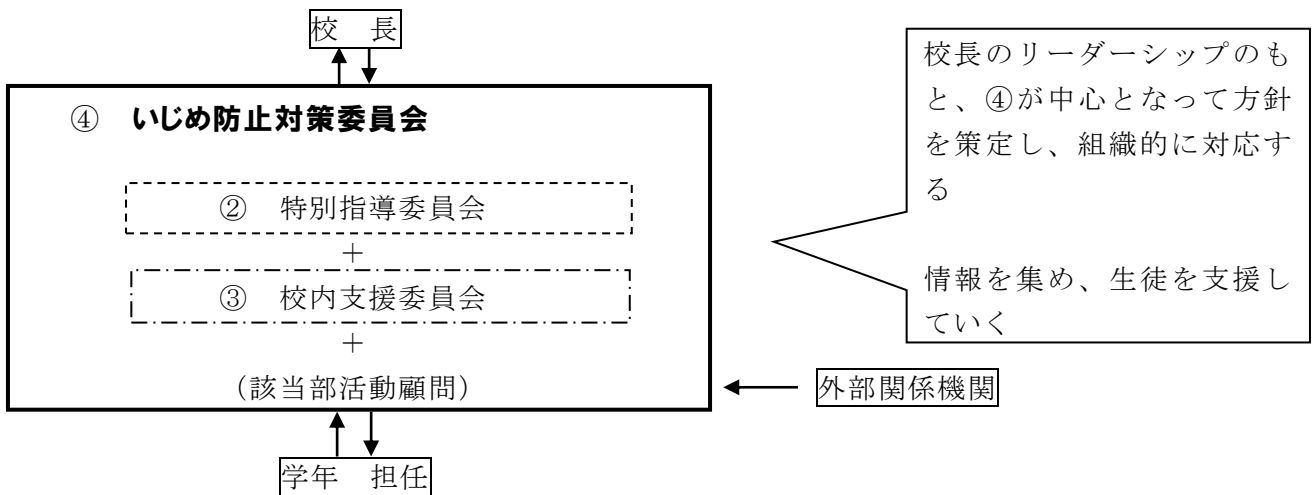 校　長
④　いじめ防止対策委員会
②　特別指導委員会
＋
③　校内支援委員会
＋
（該当部活動顧問）
学年　担任
外部関係機関
校長のリーダーシップのも
と、④が中心となって方針
を策定し、組織的に対応す
る
情報を集め、生徒を支援し
ていく